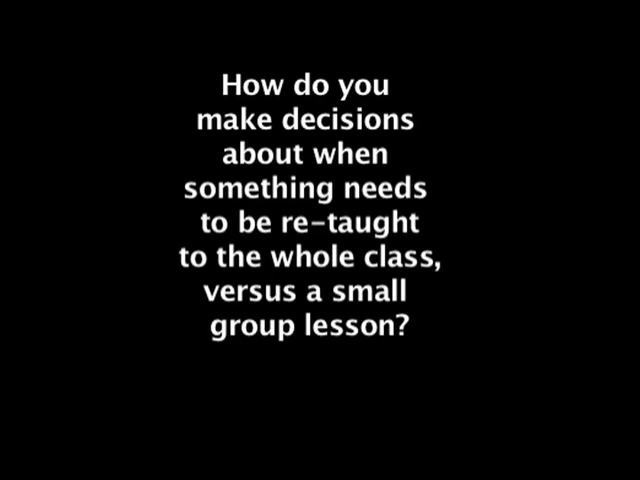 How do you
make decisions
about when
something needs
to be re-taught
to the whole class,
versus a small
group lesson?